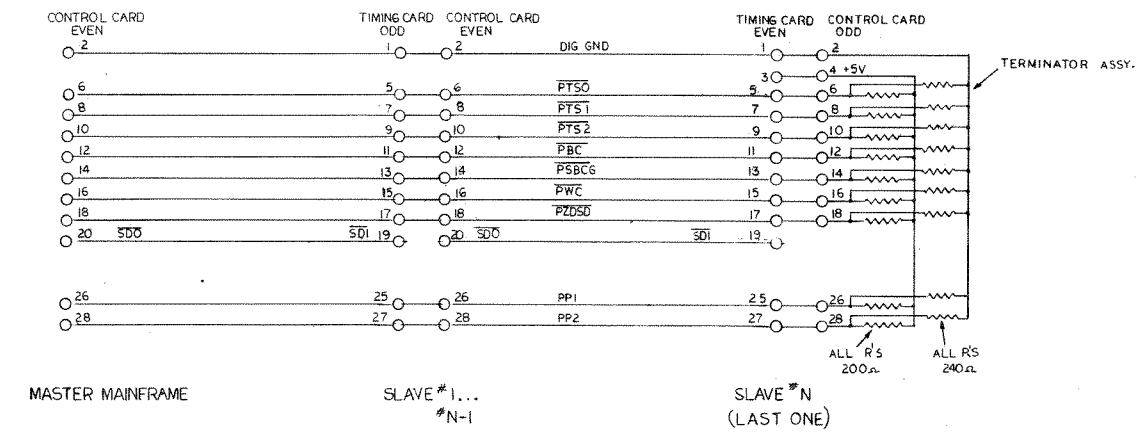 CONTROL CARD EVEN TIMING CARD ODD CONTROL CARD EVEN TIMING CARD EVEN CONTROL CARD ODD
2 1 2 DIG GND 1 2
3 4 +5V TERMINATOR ASSY.
6 5 6 PTS0 5 6
8 7 8 PTS1 7 8
10 9 10 PTS2 9 10
12 11 12 PBC 11 12
14 13 14 PSBCG 13 14
16 15 16 PWC 15 16
18 17 18 PZDSD 17 18
20 SDO SDI 19 20 SDO SDI 19
26 25 26 PP1 25 26
28 27 28 PP2 27 28
ALL R'S 200Ω ALL R'S 240Ω
MASTER MAINFRAME SLAVE #1... #N-1 SLAVE #N (LAST ONE)